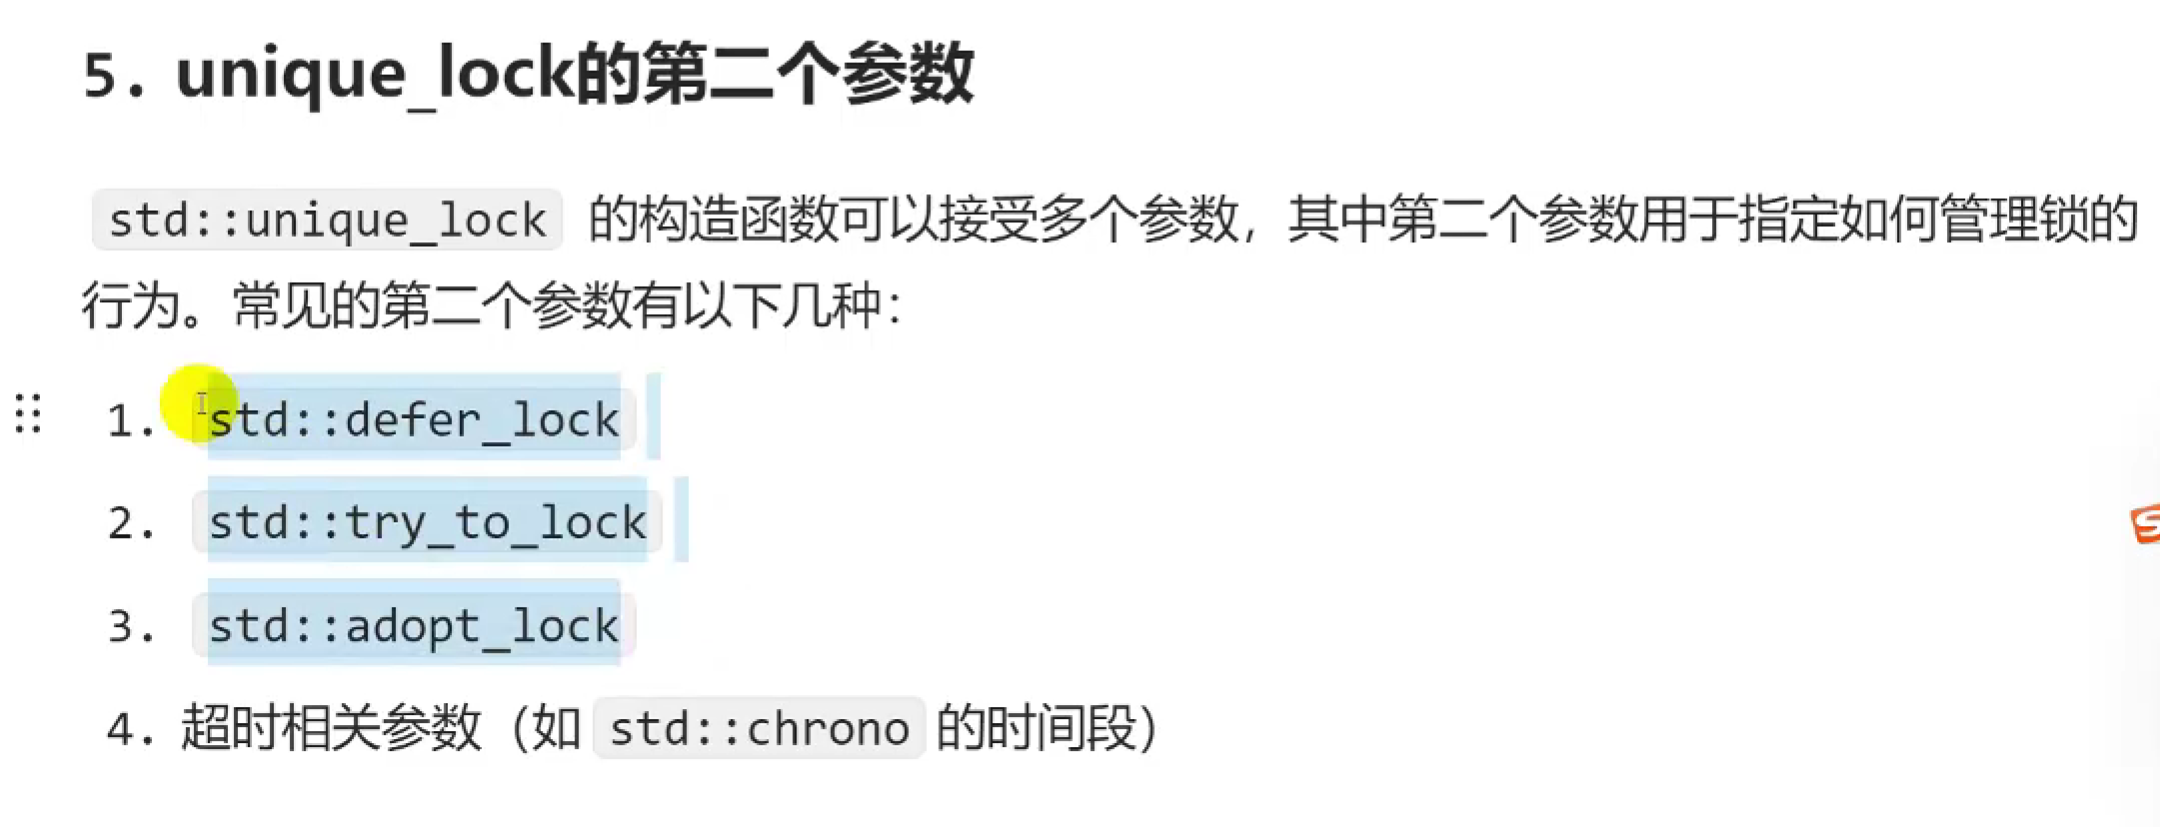 5. unique_lock的第二个参数
std::unique_lock 的构造函数可以接受多个参数，其中第二个参数用于指定如何管理锁的
行为。常见的第二个参数有以下几种：
1. std::defer_lock
2. std::try_to_lock
3. std::adopt_lock
4. 超时相关参数（如 std::chrono 的时间段）